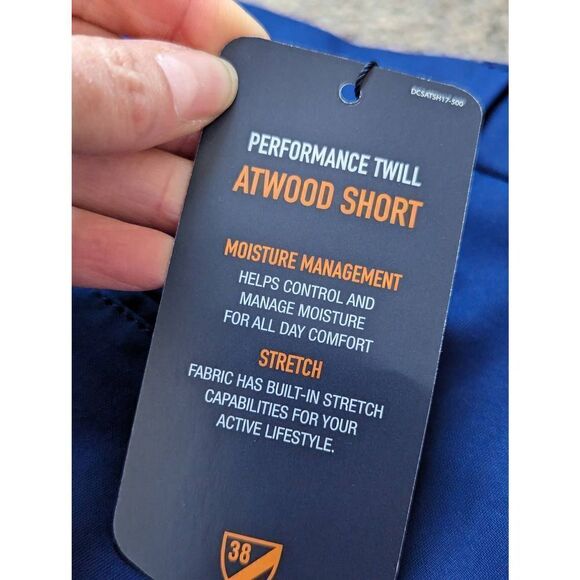 DCSATSH17-500
PERFORMANCE TWILL
ATWOOD SHORT
MOISTURE MANAGEMENT
HELPS CONTROL AND
MANAGE MOISTURE
FOR ALL DAY COMFORT
STRETCH
FABRIC HAS BUILT-IN STRETCH
CAPABILITIES FOR YOUR
ACTIVE LIFESTYLE.
38